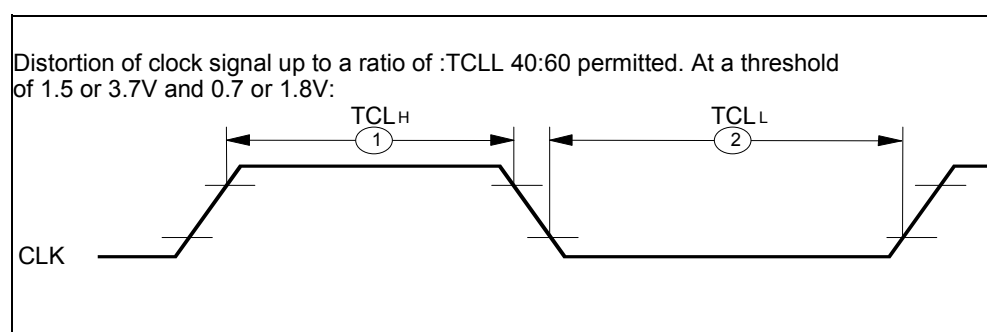 Distortion of clock signal up to a ratio of :TCLL 40:60 permitted. At a threshold
of 1.5 or 3.7V and 0.7 or 1.8V:
TCLH
TCLL
1
2
CLK